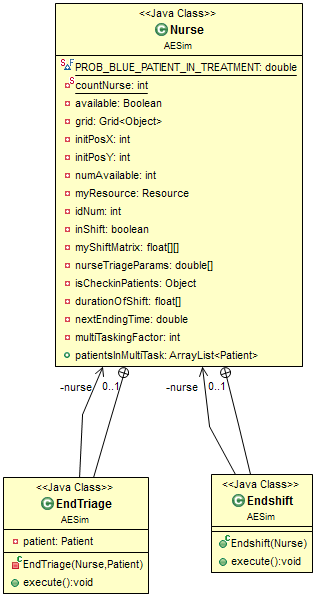 <<Java Class>>
Nurse
AESim
PROB_BLUE_PATIENT_IN_TREATMENT: double
countNurse: int
available: Boolean
grid: Grid<Object>
initPosX: int
initPosY: int
numAvailable: int
myResource: Resource
idNum: int
inShift: boolean
myShiftMatrix: float[][]
nurseTriageParams: double[]
isCheckinPatients: Object
durationOfShift: float[]
nextEndingTime: double
multiTaskingFactor: int
patientsInMultiTask: ArrayList<Patient>
-nurse 0..1
-nurse 0..1
<<Java Class>>
EndTriage
AESim
patient: Patient
EndTriage(Nurse,Patient)
execute():void
<<Java Class>>
Endshift
AESim
Endshift(Nurse)
execute():void